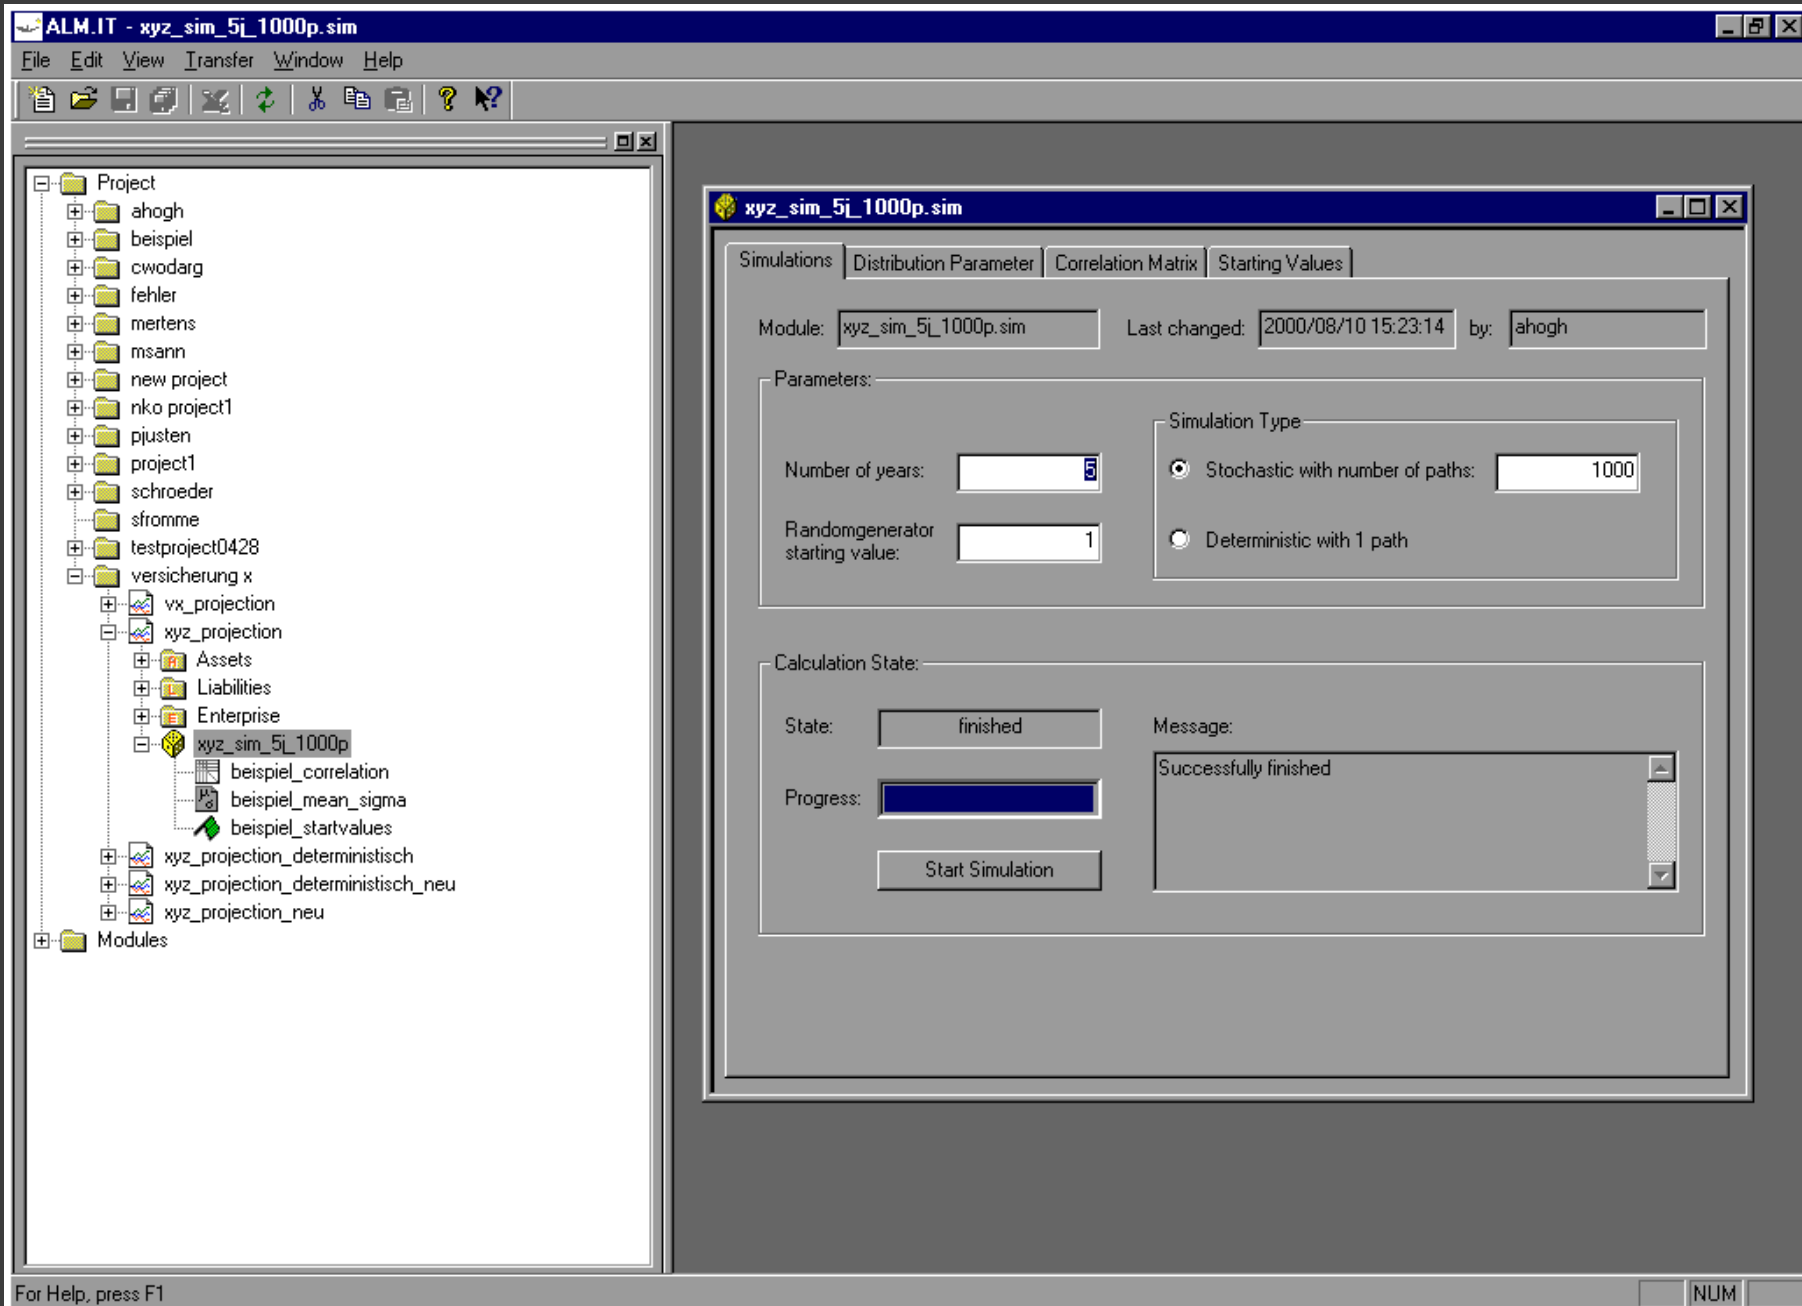 ALM.IT - xyz_sim_5j_1000p.sim
File Edit View Transfer Window Help
Project
ahogh
beispiel
cwodarg
fehler
mertens
msann
new project
nko project1
pjusten
project1
schroeder
sfromme
testproject0428
versicherung x
vx_projection
xyz_projection
Assets
Liabilities
Enterprise
xyz_sim_5j_1000p
beispiel_correlation
beispiel_mean_sigma
beispiel_startvalues
xyz_projection_deterministisch
xyz_projection_deterministisch_neu
xyz_projection_neu
Modules
xyz_sim_5j_1000p.sim
Simulations Distribution Parameter Correlation Matrix Starting Values
Module: xyz_sim_5j_1000p.sim Last changed: 2000/08/10 15:23:14 by: ahogh
Parameters:
Number of years: 5
Randomgenerator
starting value: 1
Simulation Type
Stochastic with number of paths: 1000
Deterministic with 1 path
Calculation State:
State: finished
Progress:
Start Simulation
Message:
Successfully finished
For Help, press F1
NUM